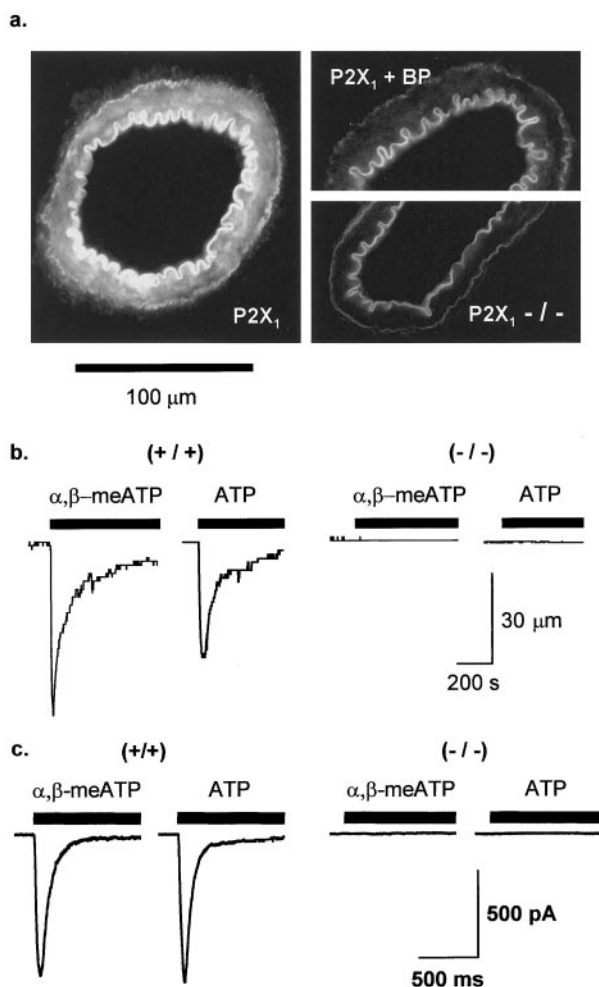 a.
P2X₁
P2X₁ + BP
P2X₁ - / -
100 μm
b.
(+ / +)
(- / -)
α,β–meATP
ATP
α,β-meATP
ATP
30 μm
200 s
c.
(+/+)
(- / -)
α,β-meATP
ATP
α,β-meATP
ATP
500 pA
500 ms